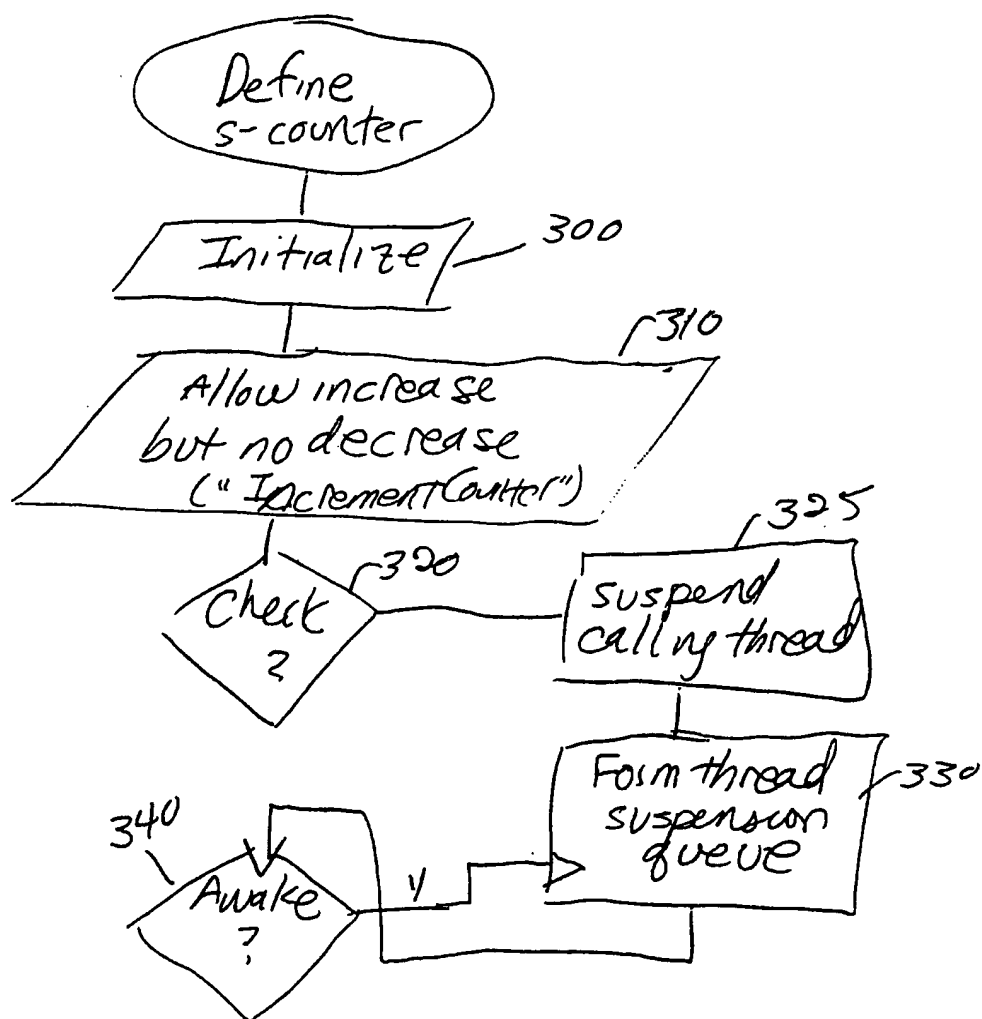 Define
s-counter
Initialize
300
310
Allow increase
but no decrease
("IncrementCounter")
320
Check
?
325
suspend
calling thread
Form thread
suspension
queue
330
340
Awake
?
y